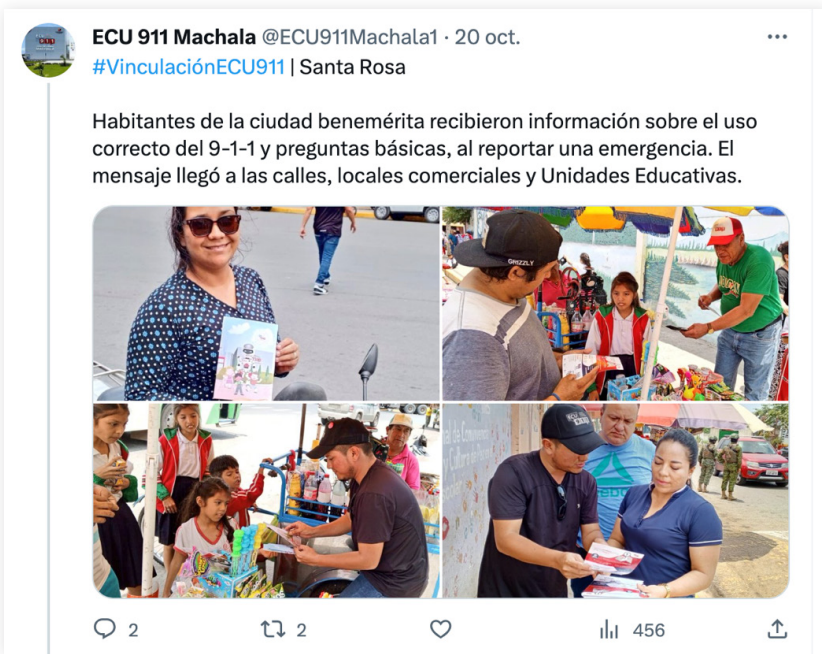 ECU 911 Machala @ECU911Machala1 · 20 oct.
#VinculaciónECU911 | Santa Rosa
Habitantes de la ciudad benemérita recibieron información sobre el uso
correcto del 9-1-1 y preguntas básicas, al reportar una emergencia. El
mensaje llegó a las calles, locales comerciales y Unidades Educativas.
GRIZZLY
2
2
456